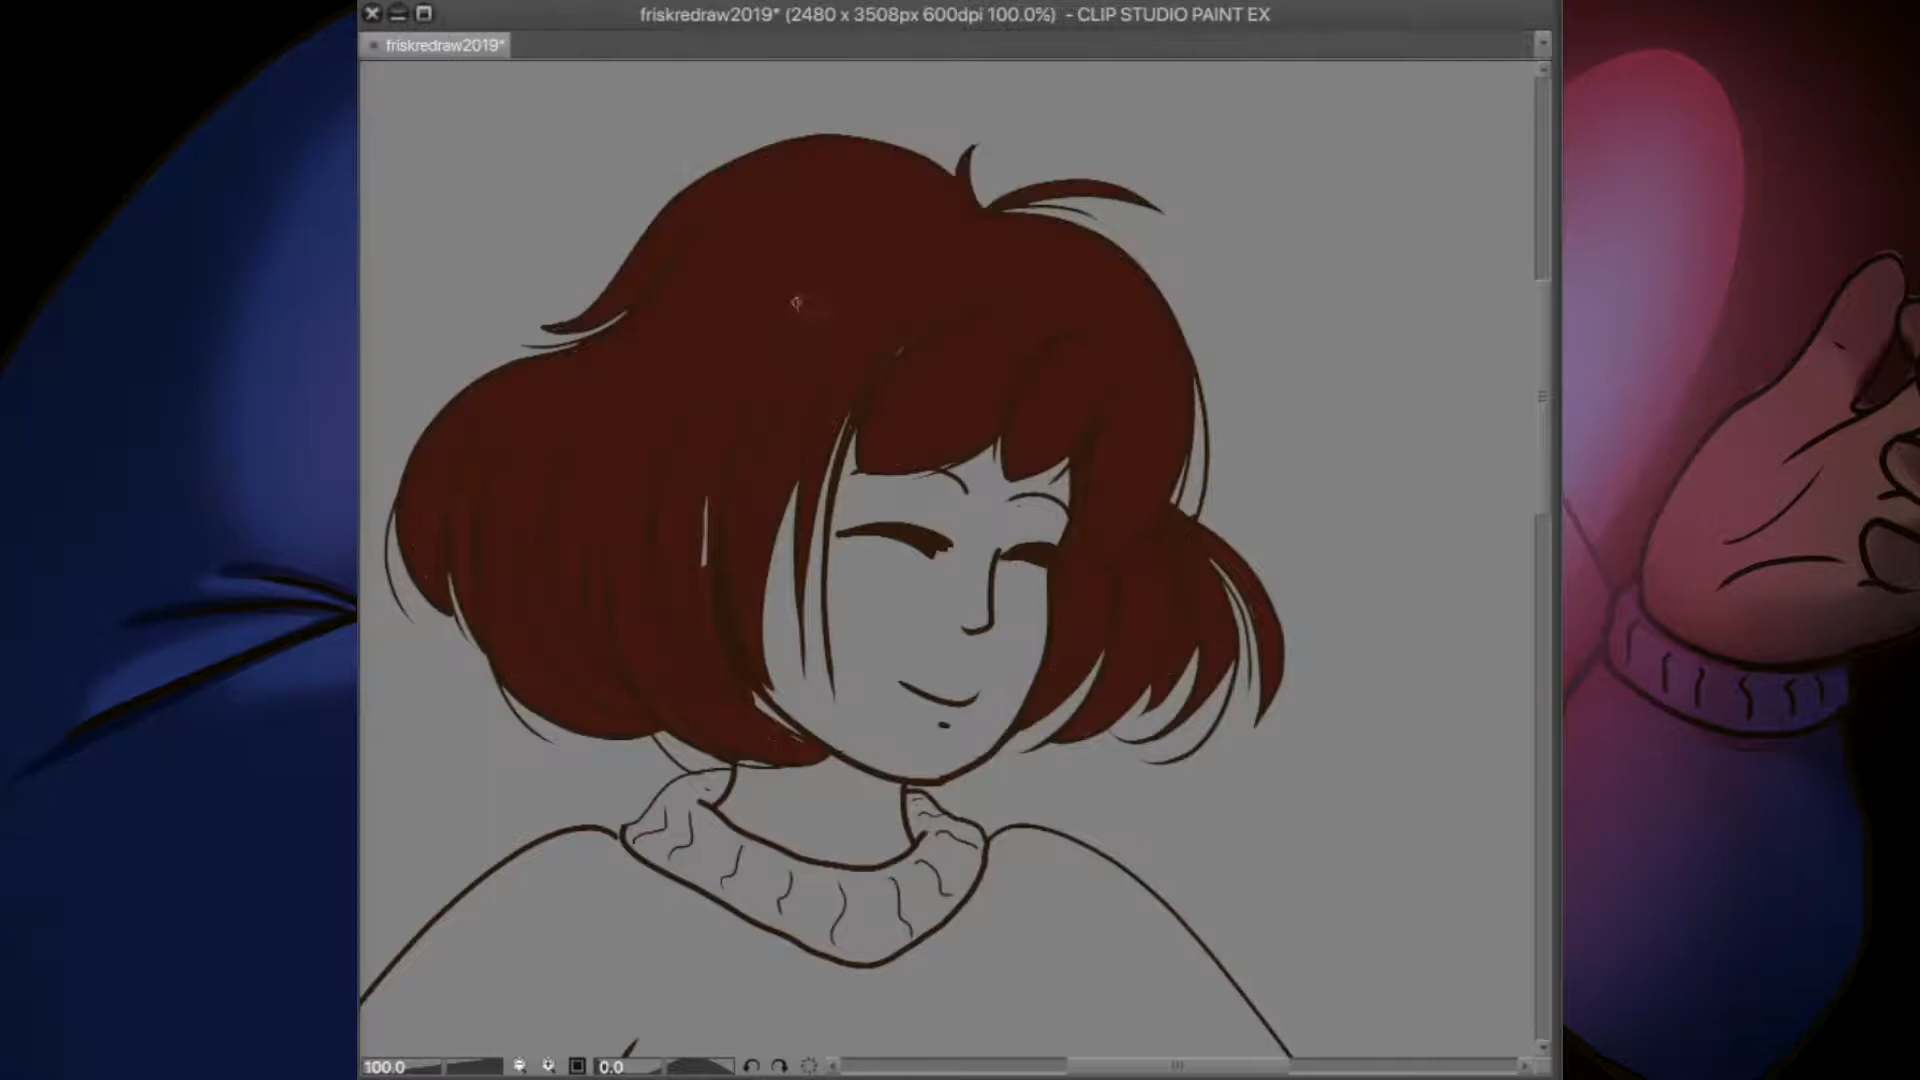 friskredraw2019* (2480 x 3508px 600dpi 100.0%) - CLIP STUDIO PAINT EX
friskredraw2019*
100.0
0.0